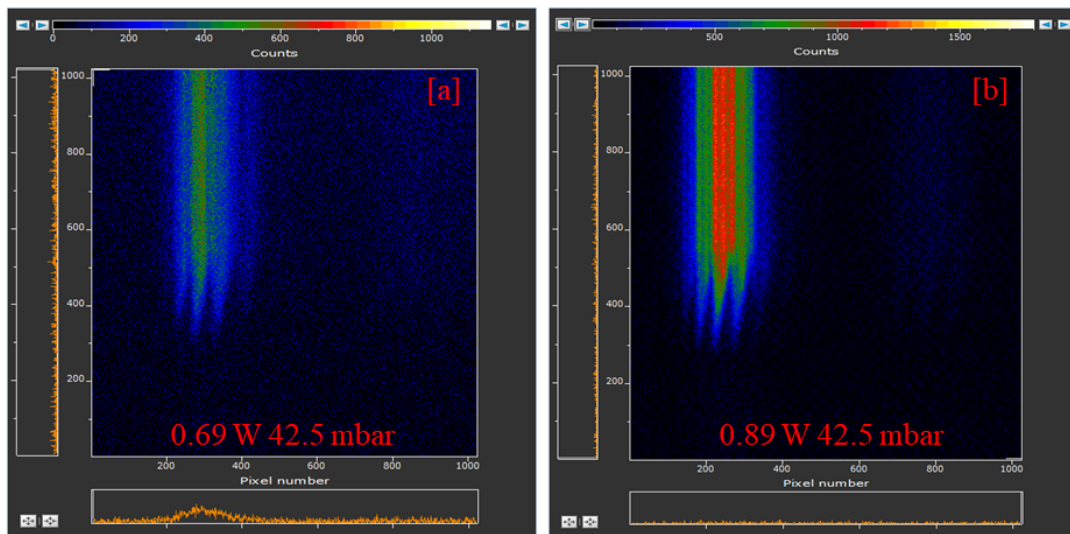 0 200 400 600 800 1000
Counts
[a]
1000
800
600
400
200
0.69 W 42.5 mbar
200 400 600 800 1000
Pixel number
500 1000 1500
Counts
[b]
1000
800
600
400
200
0.89 W 42.5 mbar
200 400 600 800 1000
Pixel number